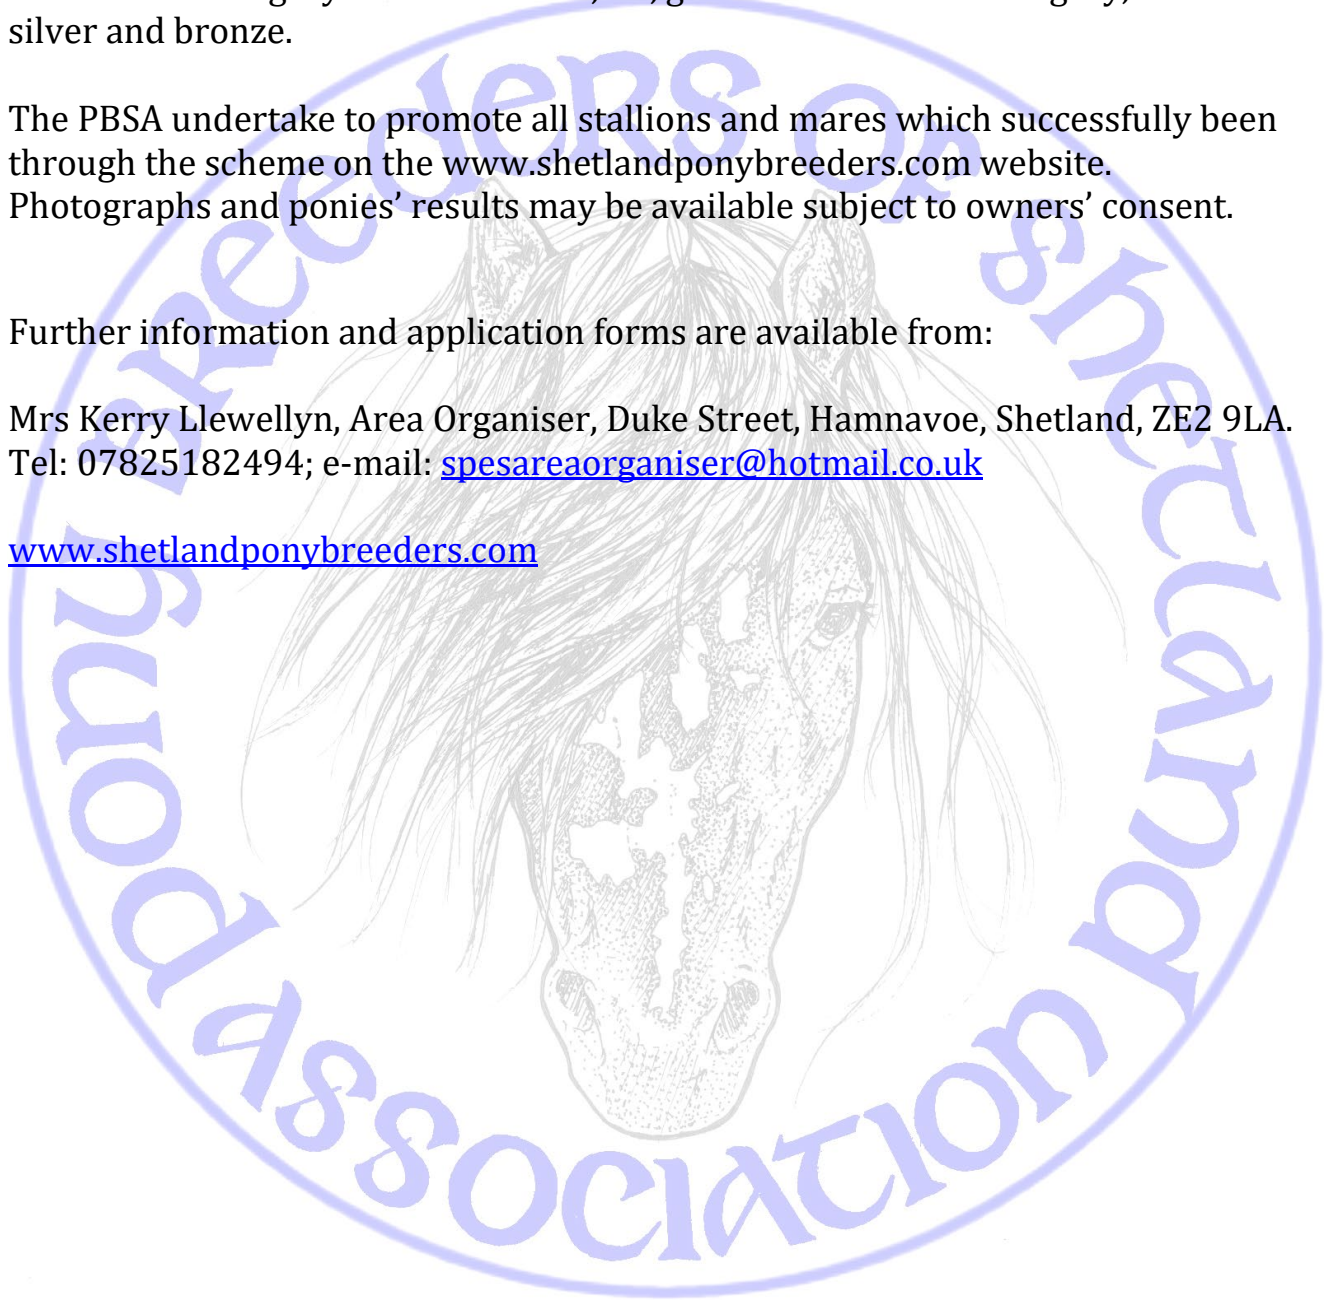 silver and bronze.
The PBSA undertake to promote all stallions and mares which successfully been
through the scheme on the www.shetlandponybreeders.com website.
Photographs and ponies’ results may be available subject to owners’ consent.
Further information and application forms are available from:
Mrs Kerry Llewellyn, Area Organiser, Duke Street, Hamnavoe, Shetland, ZE2 9LA.
Tel: 07825182494; e-mail: spesareaorganiser@hotmail.co.uk
www.shetlandponybreeders.com
PONY BREEDERS OF SHETLAND ASSOCIATION